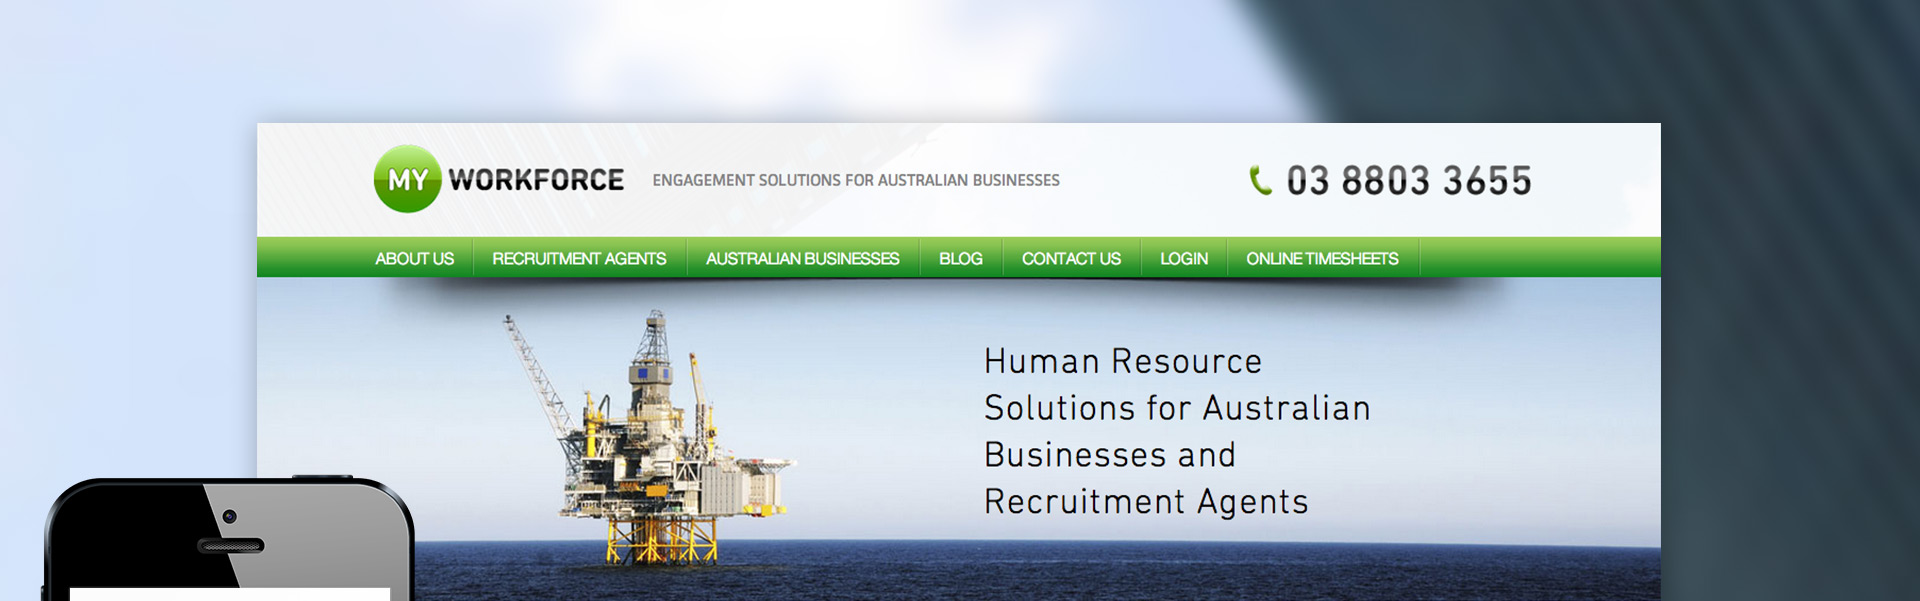 MY WORKFORCE
ENGAGEMENT SOLUTIONS FOR AUSTRALIAN BUSINESSES
03 8803 3655
ABOUT US
RECRUITMENT AGENTS
AUSTRALIAN BUSINESSES
BLOG
CONTACT US
LOGIN
ONLINE TIMESHEETS
Human Resource
Solutions for Australian
Businesses and
Recruitment Agents